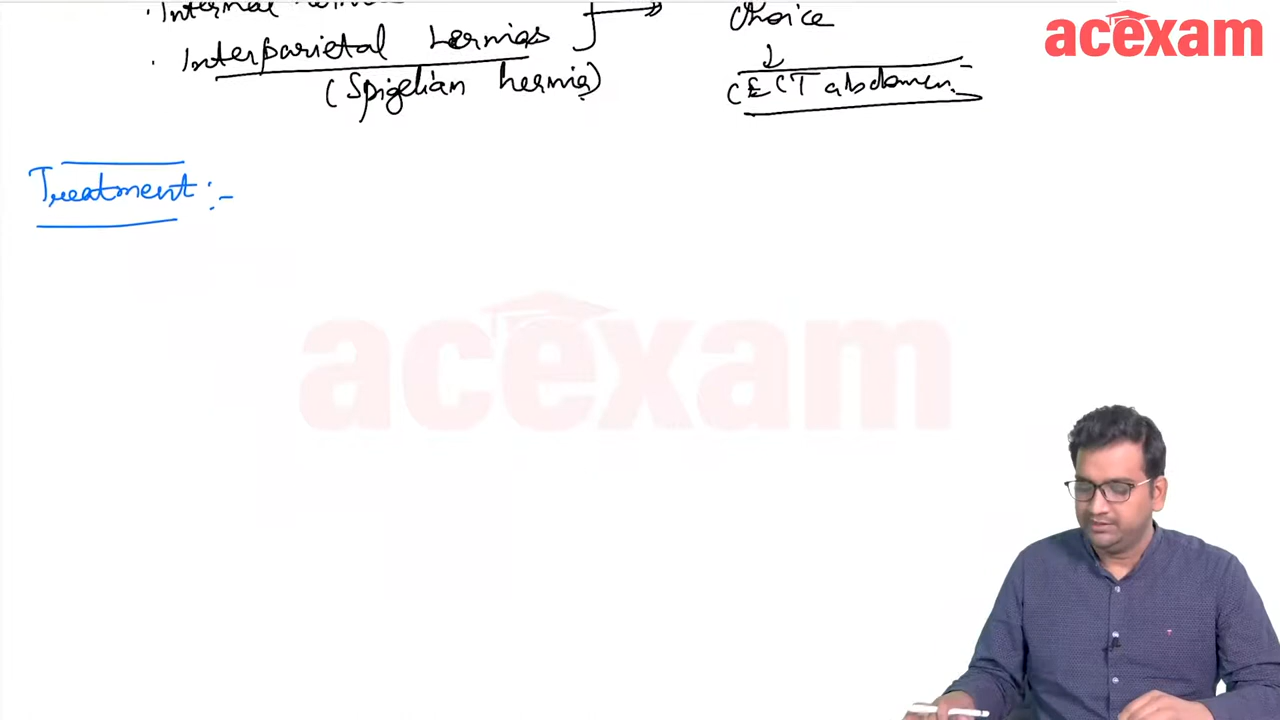 Interparietal hernias
(Spigelian hernia)
choice
CECT abdomen
Treatment :-
acexam
acexam